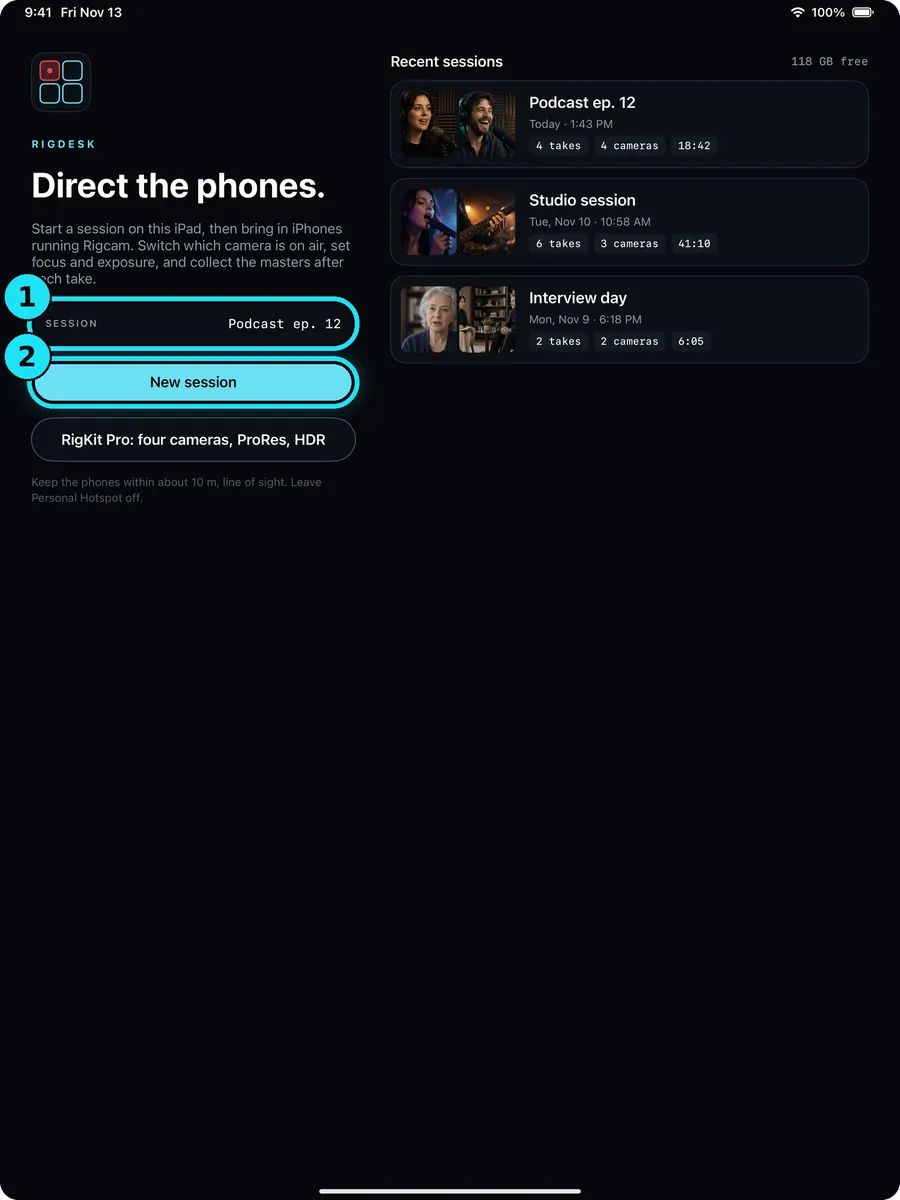 9:41 Fri Nov 13
100%
RIGDESK
Direct the phones.
Start a session on this iPad, then bring in iPhones
running Rigcam. Switch which camera is on air, set
focus and exposure, and collect the masters after
each take.
1
SESSION Podcast ep. 12
2
New session
RigKit Pro: four cameras, ProRes, HDR
Keep the phones within about 10 m, line of sight. Leave
Personal Hotspot off.
Recent sessions
118 GB free
Podcast ep. 12
Today · 1:43 PM
4 takes 4 cameras 18:42
Studio session
Tue, Nov 10 · 10:58 AM
6 takes 3 cameras 41:10
Interview day
Mon, Nov 9 · 6:18 PM
2 takes 2 cameras 6:05